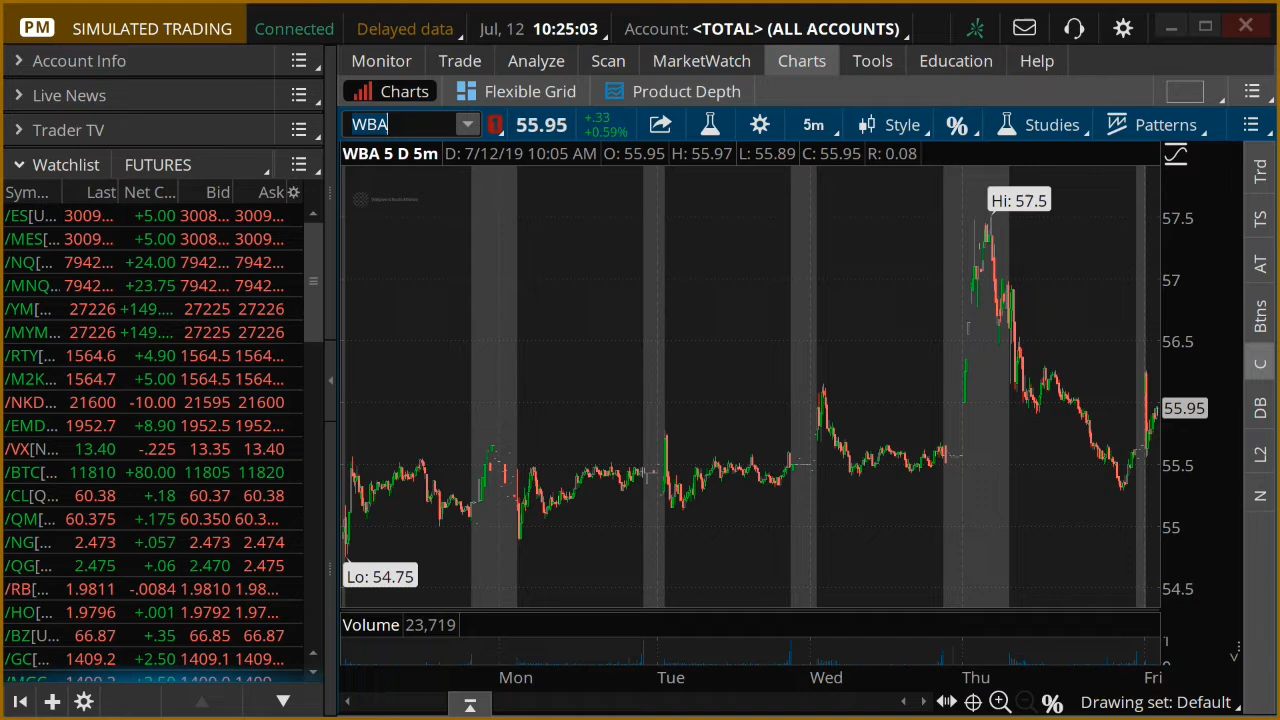 PM SIMULATED TRADING Connected Delayed data Jul, 12 10:25:03 Account: <TOTAL> (ALL ACCOUNTS)
Account Info
Live News
Trader TV
Watchlist FUTURES
Sym... Last Net C... Bid Ask
/ES[U... 3009... +5.00 3008... 3009...
/MES[... 3009... +5.00 3008... 3009...
/NQ[... 7942... +24.00 7942... 7942...
/MNQ... 7942... +23.75 7942... 7942...
/YM[... 27226 +149.... 27225 27226
/MYM... 27226 +149.... 27225 27226
/RTY[... 1564.6 +4.90 1564.5 1564...
/M2K... 1564.7 +5.00 1564.5 1564...
/NKD... 21600 -10.00 21595 21600
/EMD... 1952.7 +8.90 1952.5 1952...
/VX[N... 13.40 -.225 13.35 13.40
/BTC[... 11810 +80.00 11805 11820
/CL[Q... 60.38 +.18 60.37 60.38
/QM[... 60.375 +.175 60.350 60.3...
/NG[... 2.473 +.057 2.473 2.474
/QG[... 2.475 +.06 2.470 2.475
/RB[... 1.9811 -.0084 1.9810 1.98...
/HO[... 1.9796 +.001 1.9792 1.97...
/BZ[U... 66.87 +.35 66.85 66.87
/GC[... 1409.2 +2.50 1409.1 1409...
Monitor Trade Analyze Scan MarketWatch Charts Tools Education Help
Charts Flexible Grid Product Depth
WBA 1 55.95 +.33 +0.59% 5m Style % Studies Patterns
WBA 5 D 5m D: 7/12/19 10:05 AM O: 55.95 H: 55.97 L: 55.89 C: 55.95 R: 0.08
Hi: 57.5
57.5
57
56.5
55.95
55.5
55
54.5
Lo: 54.75
Volume 23,719
1
0
Mon Tue Wed Thu Fri
% Drawing set: Default
Trd
TS
AT
Btns
C
DB
L2
N